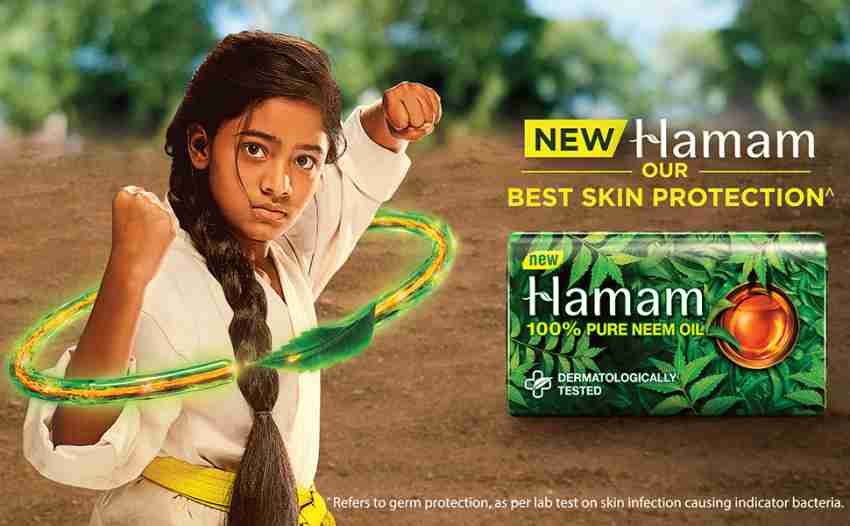 NEW Hamam
OUR
BEST SKIN PROTECTION^
new
Hamam
100% PURE NEEM OIL
DERMATOLOGICALLY^
TESTED
^Refers to germ protection, as per lab test on skin infection causing indicator bacteria.